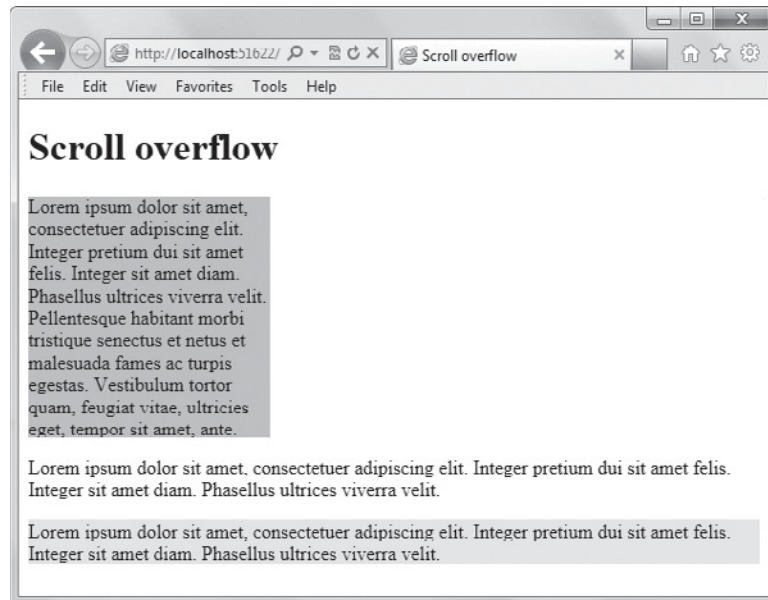 http://localhost:51622/
Scroll overflow
File Edit View Favorites Tools Help
Scroll overflow
Lorem ipsum dolor sit amet,
consectetuer adipiscing elit.
Integer pretium dui sit amet
felis. Integer sit amet diam.
Phasellus ultrices viverra velit.
Pellentesque habitant morbi
tristique senectus et netus et
malesuada fames ac turpis
egestas. Vestibulum tortor
quam, feugiat vitae, ultricies
eget, tempor sit amet, ante.
Lorem ipsum dolor sit amet, consectetuer adipiscing elit. Integer pretium dui sit amet felis.
Integer sit amet diam. Phasellus ultrices viverra velit.
Lorem ipsum dolor sit amet, consectetuer adipiscing elit. Integer pretium dui sit amet felis.
Integer sit amet diam. Phasellus ultrices viverra velit.